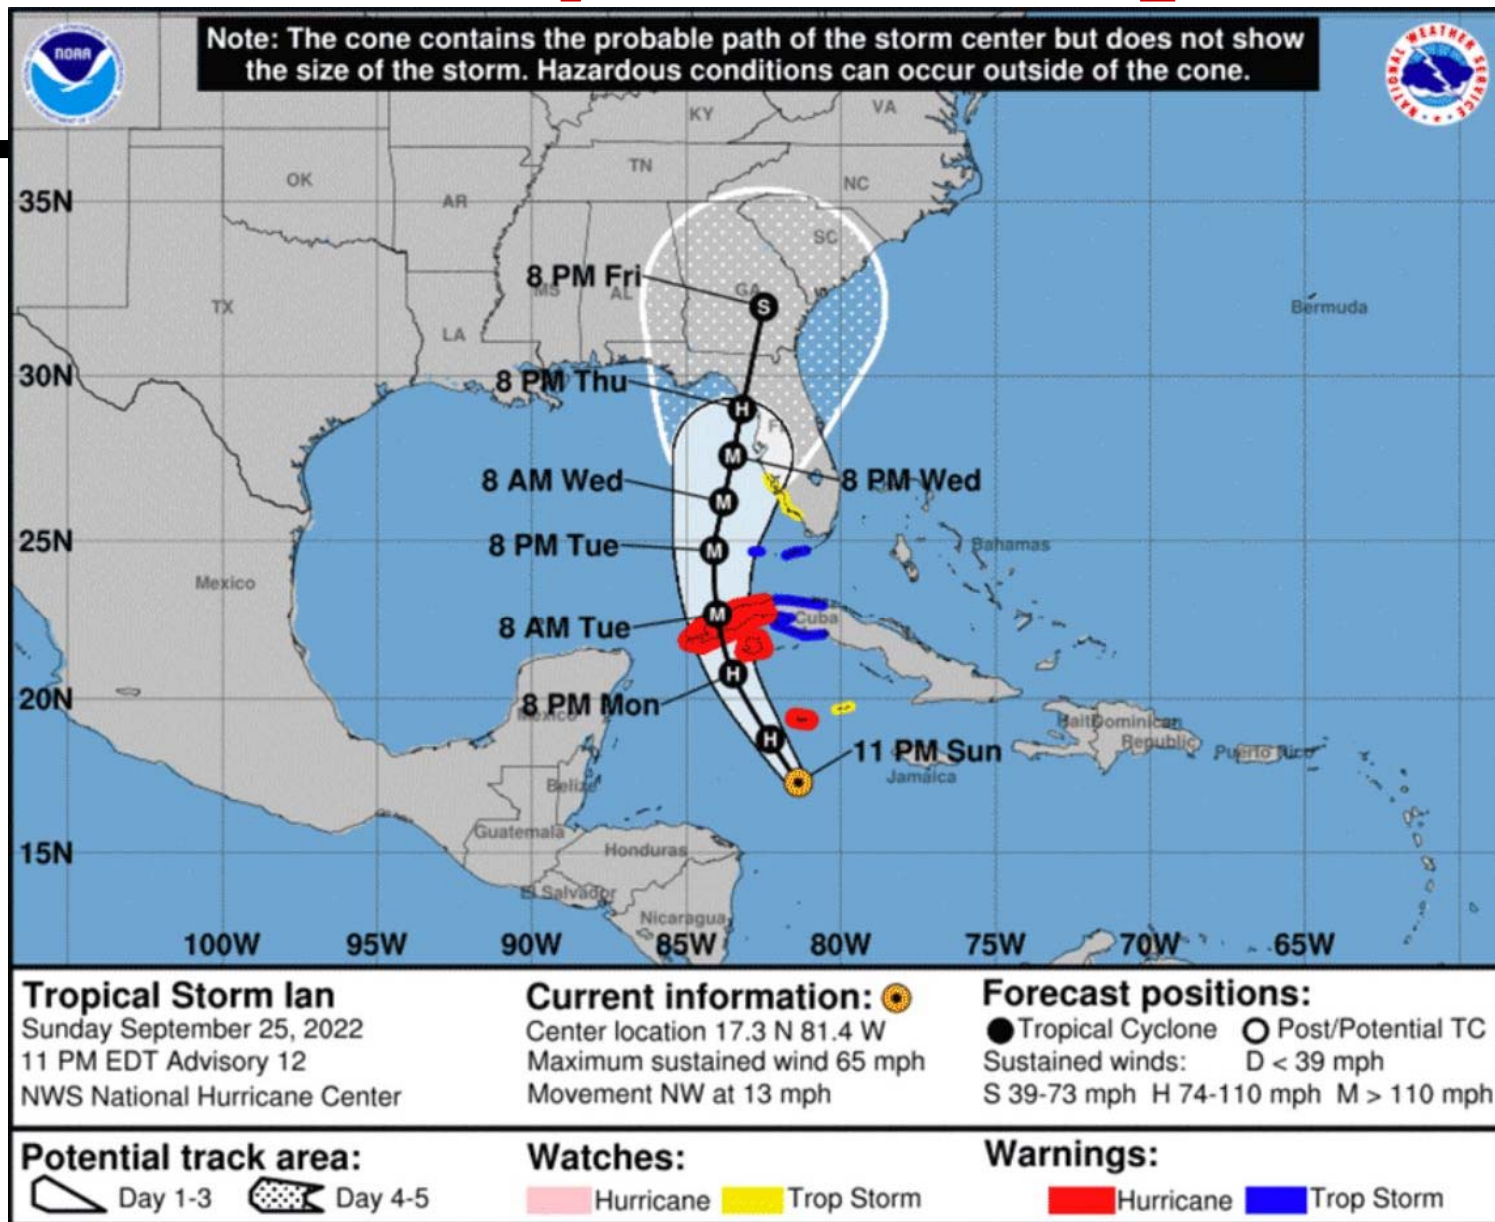 Note: The cone contains the probable path of the storm center but does not show
the size of the storm. Hazardous conditions can occur outside of the cone.
NOAA
NATIONAL WEATHER SERVICE
KY
VA
TN
OK
NC
AR
35N
SC
8 PM Fri
MS
AL
GA
TX
Bermuda
LA
30N
8 PM Thu
FL
8 AM Wed
8 PM Wed
25N
8 PM Tue
Bahamas
Mexico
8 AM Tue
Cuba
20N
8 PM Mon
Mexico
Haiti
Dominican
Republic
Puerto Rico
11 PM Sun
Jamaica
Belize
Guatemala
15N
Honduras
El Salvador
Nicaragua
S
H
M
M
M
M
H
H
100W 95W 90W 85W 80W 75W 70W 65W
Tropical Storm Ian
Sunday September 25, 2022
11 PM EDT Advisory 12
NWS National Hurricane Center
Current information:
Center location 17.3 N 81.4 W
Maximum sustained wind 65 mph
Movement NW at 13 mph
Forecast positions:
Tropical Cyclone Post/Potential TC
Sustained winds: D < 39 mph
S 39-73 mph H 74-110 mph M > 110 mph
Potential track area:
Day 1-3 Day 4-5
Watches:
Hurricane Trop Storm
Warnings:
Hurricane Trop Storm